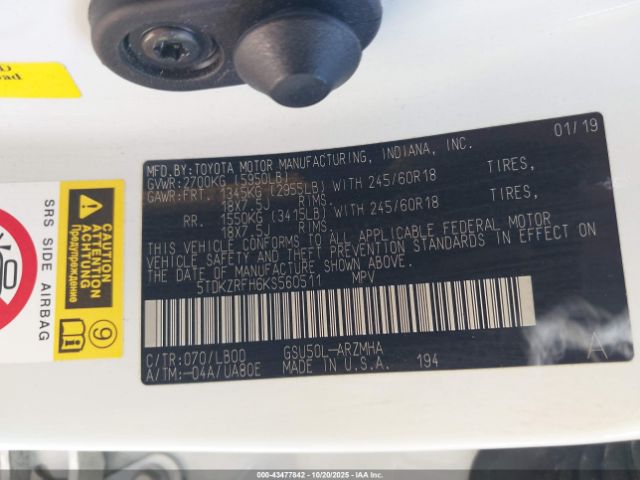 MFD.BY:TOYOTA MOTOR MANUFACTURING, INDIANA, INC. 01/19
GVWR:2700KG (5950LB)
GAWR:FRT. 1345KG (2955LB) WITH 245/60R18 TIRES,
18X7.5J RIMS.
RR. 1550KG (3415LB) WITH 245/60R18 TIRES,
18X7.5J RIMS.
THIS VEHICLE CONFORMS TO ALL APPLICABLE FEDERAL MOTOR
VEHICLE SAFETY AND THEFT PREVENTION STANDARDS IN EFFECT ON
THE DATE OF MANUFACTURE SHOWN ABOVE.
5TDKZRFH6KS560511 MPV
C/TR:070/LB00 GSU50L-ARZMHA
A/TM:-04A/UA80E MADE IN U.S.A. 194
A
SRS SIDE AIRBAG
ATTENTION
CAUTION
ACHTUNG
Предупреждение
9
000-43477842 - 10/20/2025 - IAAI.com